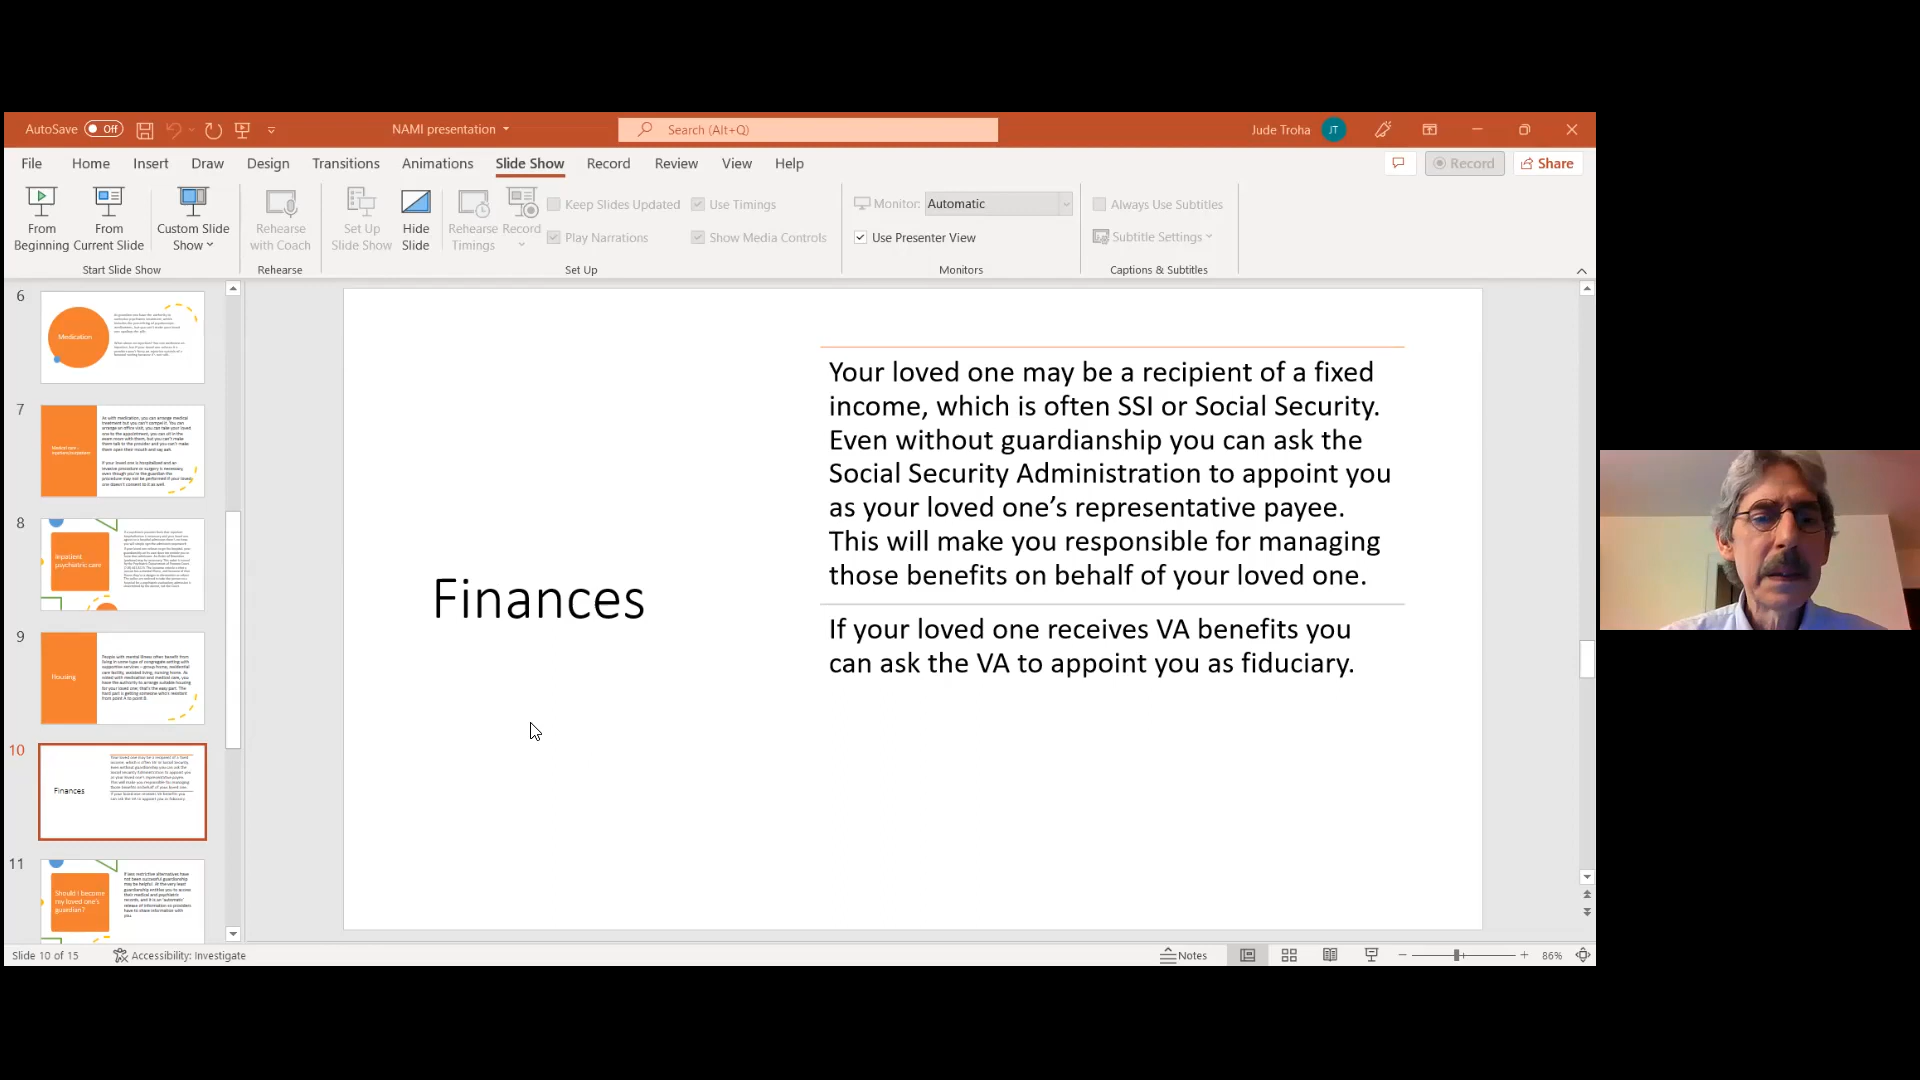 AutoSave Off NAMI presentation Search (Alt+Q) Jude Troha JT
File Home Insert Draw Design Transitions Animations Slide Show Record Review View Help Record Share
From Beginning
From Current Slide
Custom Slide Show
Start Slide Show
Rehearse with Coach
Rehearse
Set Up Slide Show
Hide Slide
Rehearse Timings
Record
Keep Slides Updated
Play Narrations
Use Timings
Show Media Controls
Set Up
Monitor: Automatic
Use Presenter View
Monitors
Always Use Subtitles
Subtitle Settings
Captions & Subtitles
6
Medication
7
8
Inpatient
psychiatric care
9
Housing
10
Finances
11
Should I become
my loved one's
guardian?
Finances
Your loved one may be a recipient of a fixed
income, which is often SSI or Social Security.
Even without guardianship you can ask the
Social Security Administration to appoint you
as your loved one’s representative payee.
This will make you responsible for managing
those benefits on behalf of your loved one.
If your loved one receives VA benefits you
can ask the VA to appoint you as fiduciary.
Slide 10 of 15 Accessibility: Investigate Notes 86%